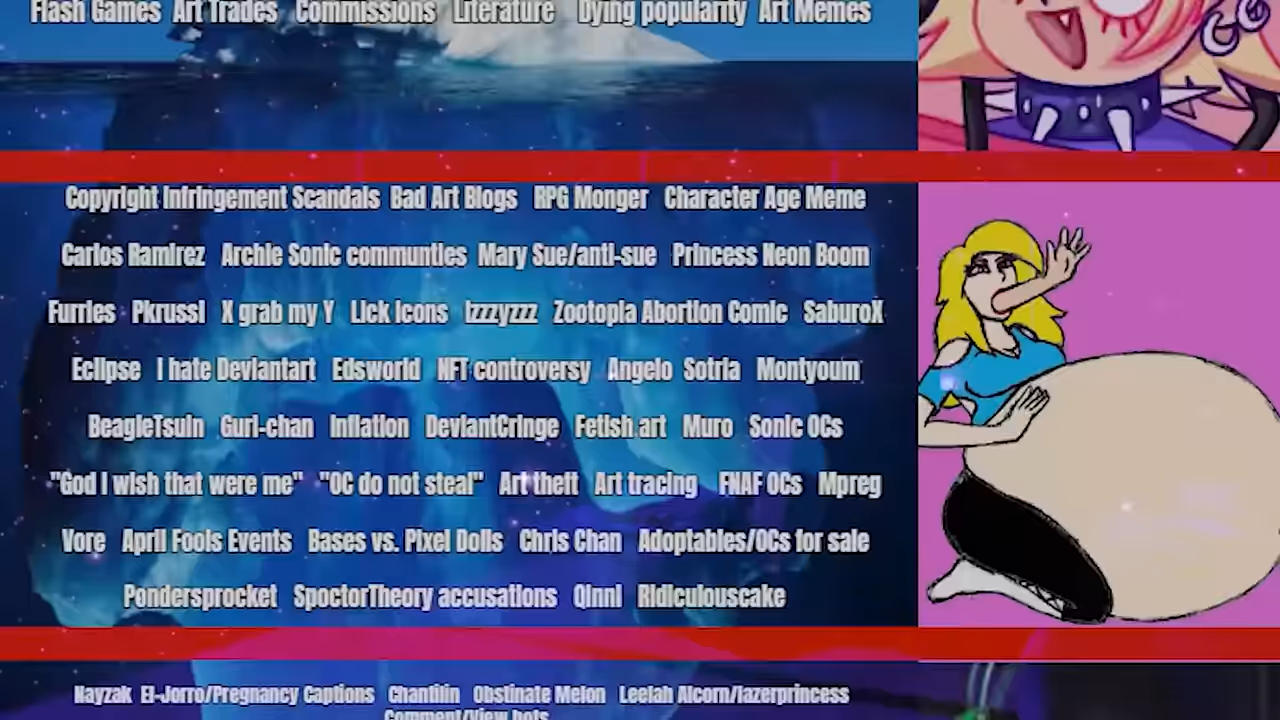 Flash Games Art Trades Commissions Literature Dying popularity Art Memes
Copyright Infringement Scandals Bad Art Blogs RPG Monger Character Age Meme
Carlos Ramirez Archie Sonic communties Mary Sue/anti-sue Princess Neon Boom
Furries Pkrussl X grab my Y Lick Icons Izzzyzzz Zootopia Abortion Comic SaburoX
Eclipse I hate Deviantart Edsworld NFT controversy Angelo Sotria Montyoum
BeagleTsuin Guri-chan Inflation DeviantCringe Fetish art Muro Sonic OCs
"God I wish that were me" "OC do not steal" Art theft Art tracing FNAF OCs Mpreg
Vore April Fools Events Bases vs. Pixel Dolls Chris Chan Adoptables/OCs for sale
Pondersprocket SpoctorTheory accusations Qinni Ridiculouscake
Nayzak El-Jorro/Pregnancy Captions Chantilin Obstinate Melon Leelah Alcorn/lazerprincess
Comment/View bots